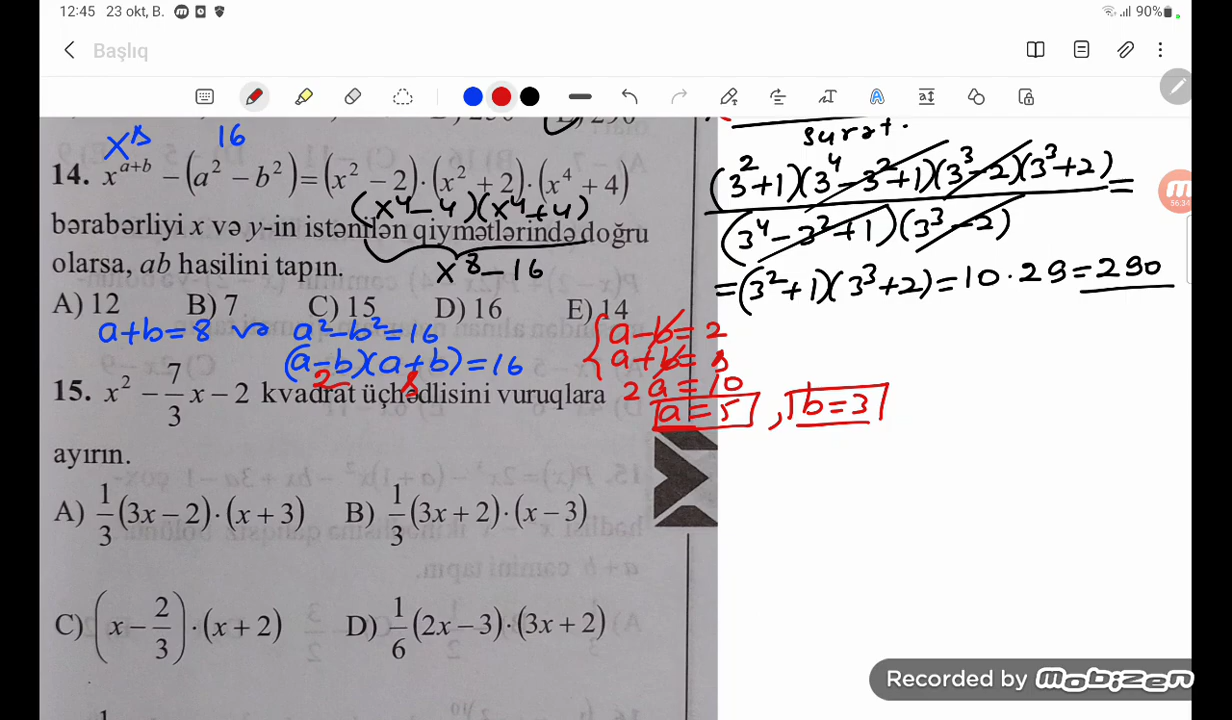 12:45 23 okt, B. 90%
Başlıq
x⁸ 16
14. x^{a+b} − (a² − b²) = (x² − 2)·(x² + 2)·(x⁴ + 4)
(x⁴−4)(x⁴+4)
bərabərliyi x və y-in istənilən qiymətlərində doğru
olarsa, ab hasilini tapın.
x⁸−16
A) 12 B) 7 C) 15 D) 16 E) 14
a+b=8 və a²−b²=16
(a−b)(a+b)=16
2 8
15. x² − 7/3 x − 2 kvadrat üçhədlisini vuruqlara
ayırın.
A) 1/3 (3x − 2)·(x + 3) B) 1/3 (3x + 2)·(x − 3)
C) (x − 2/3)·(x + 2) D) 1/6 (2x − 3)·(3x + 2)
surət.
(3²+1)(3⁴−3²+1)(3³−2)(3³+2) =
(3⁴−3²+1)(3³−2)
=(3²+1)(3³+2)=10·29=290
a−b=2
a+b=8
2a=10
a=5, b=3
56:34
Recorded by mobizen